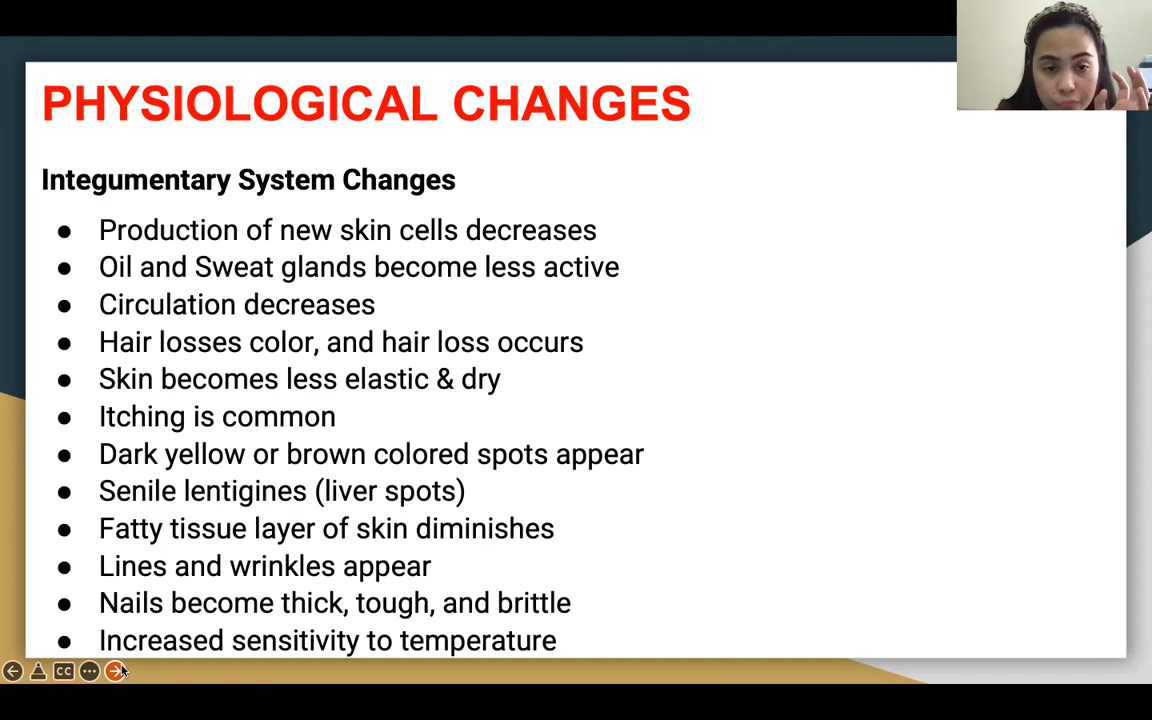 PHYSIOLOGICAL CHANGES
Integumentary System Changes
● Production of new skin cells decreases
● Oil and Sweat glands become less active
● Circulation decreases
● Hair losses color, and hair loss occurs
● Skin becomes less elastic & dry
● Itching is common
● Dark yellow or brown colored spots appear
● Senile lentigines (liver spots)
● Fatty tissue layer of skin diminishes
● Lines and wrinkles appear
● Nails become thick, tough, and brittle
● Increased sensitivity to temperature
CC